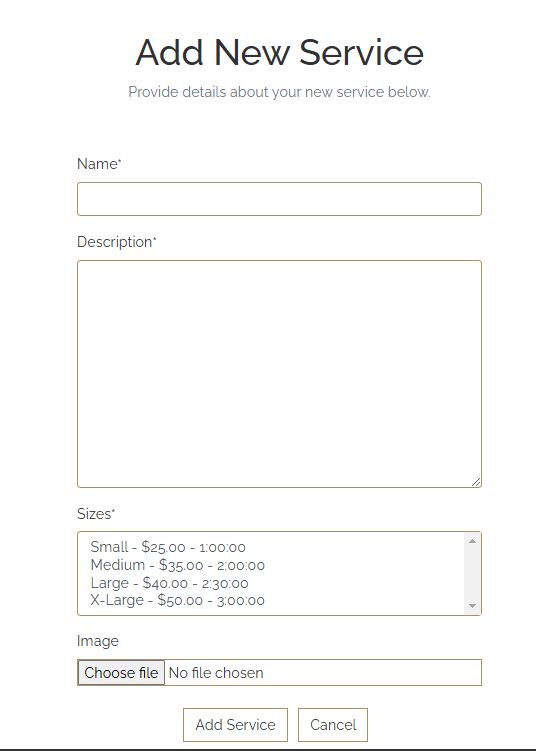 Add New Service
Provide details about your new service below.
Name*
Description*
Sizes*
Small - $25.00 - 1:00:00
Medium - $35.00 - 2:00:00
Large - $40.00 - 2:30:00
X-Large - $50.00 - 3:00:00
Image
Choose file No file chosen
Add Service Cancel